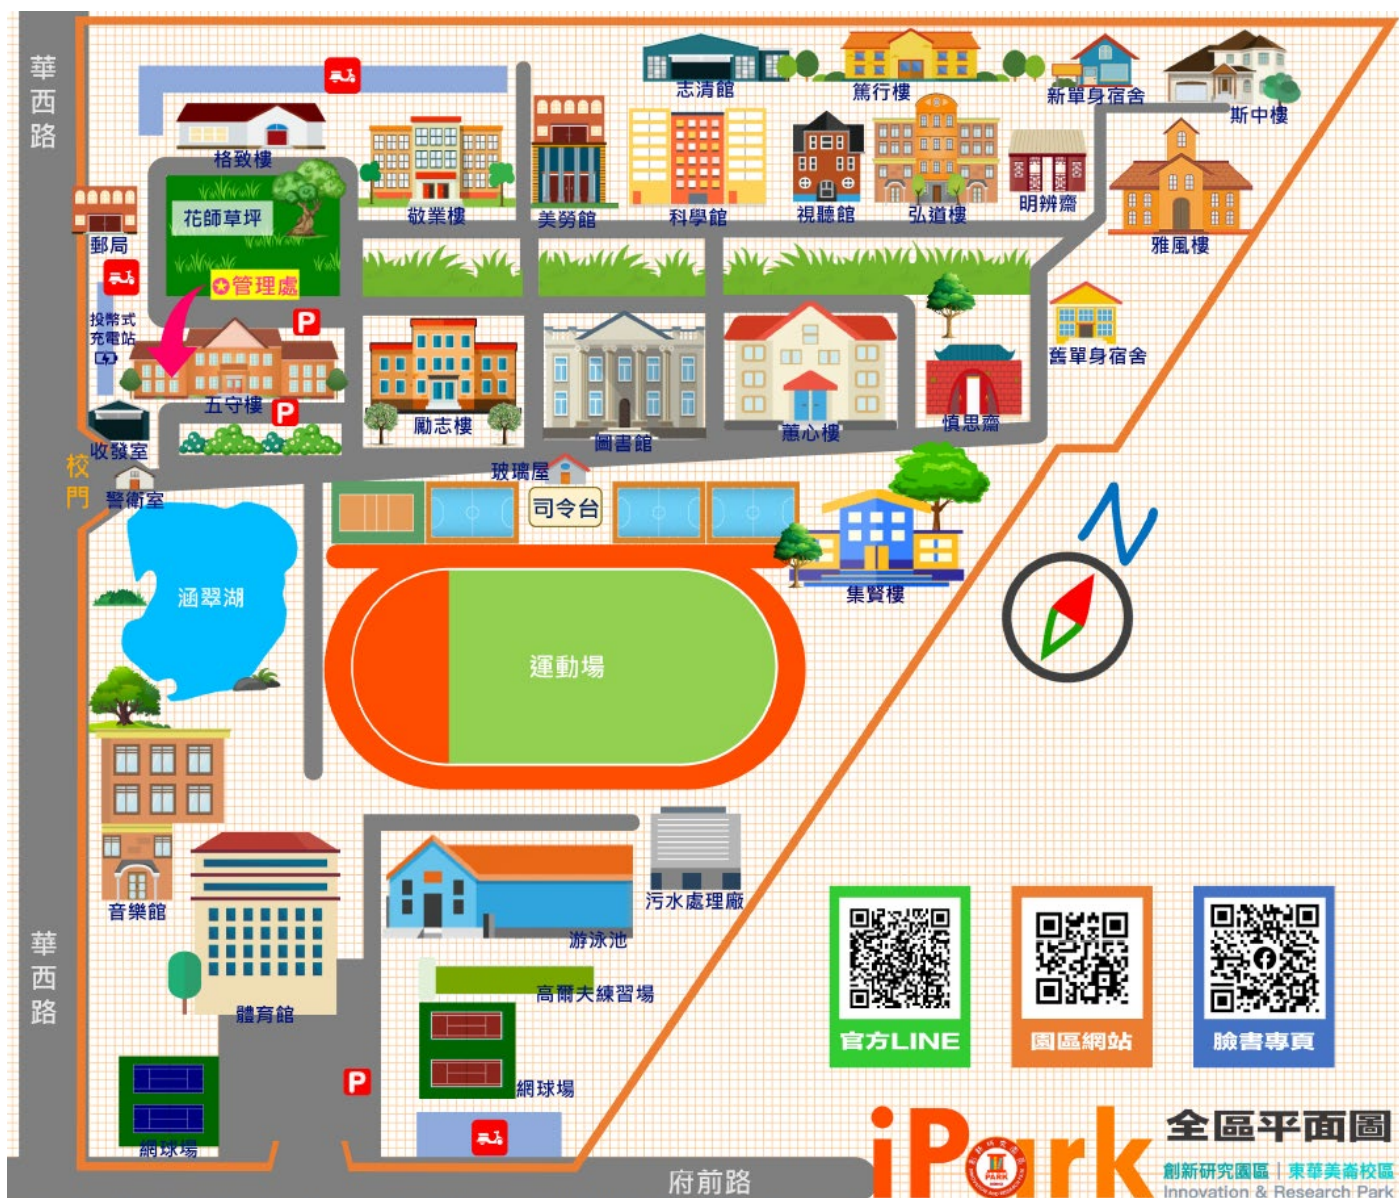 華西路
志清館
篤行樓
新單身宿舍
斯中樓
格致樓
花師草坪
敬業樓
美勞館
科學館
視聽館
弘道樓
明辨齋
雅風樓
郵局
管理處
投幣式
充電站
P
五守樓
P
勵志樓
圖書館
蕙心樓
慎思齋
舊單身宿舍
收發室
校門
警衛室
玻璃屋
司令台
集賢樓
N
涵翠湖
運動場
音樂館
體育館
游泳池
污水處理廠
高爾夫練習場
網球場
P
網球場
華西路
府前路
官方LINE
園區網站
臉書專頁
iPark
全區平面圖
創新研究園區｜東華美崙校區
Innovation & Research Park